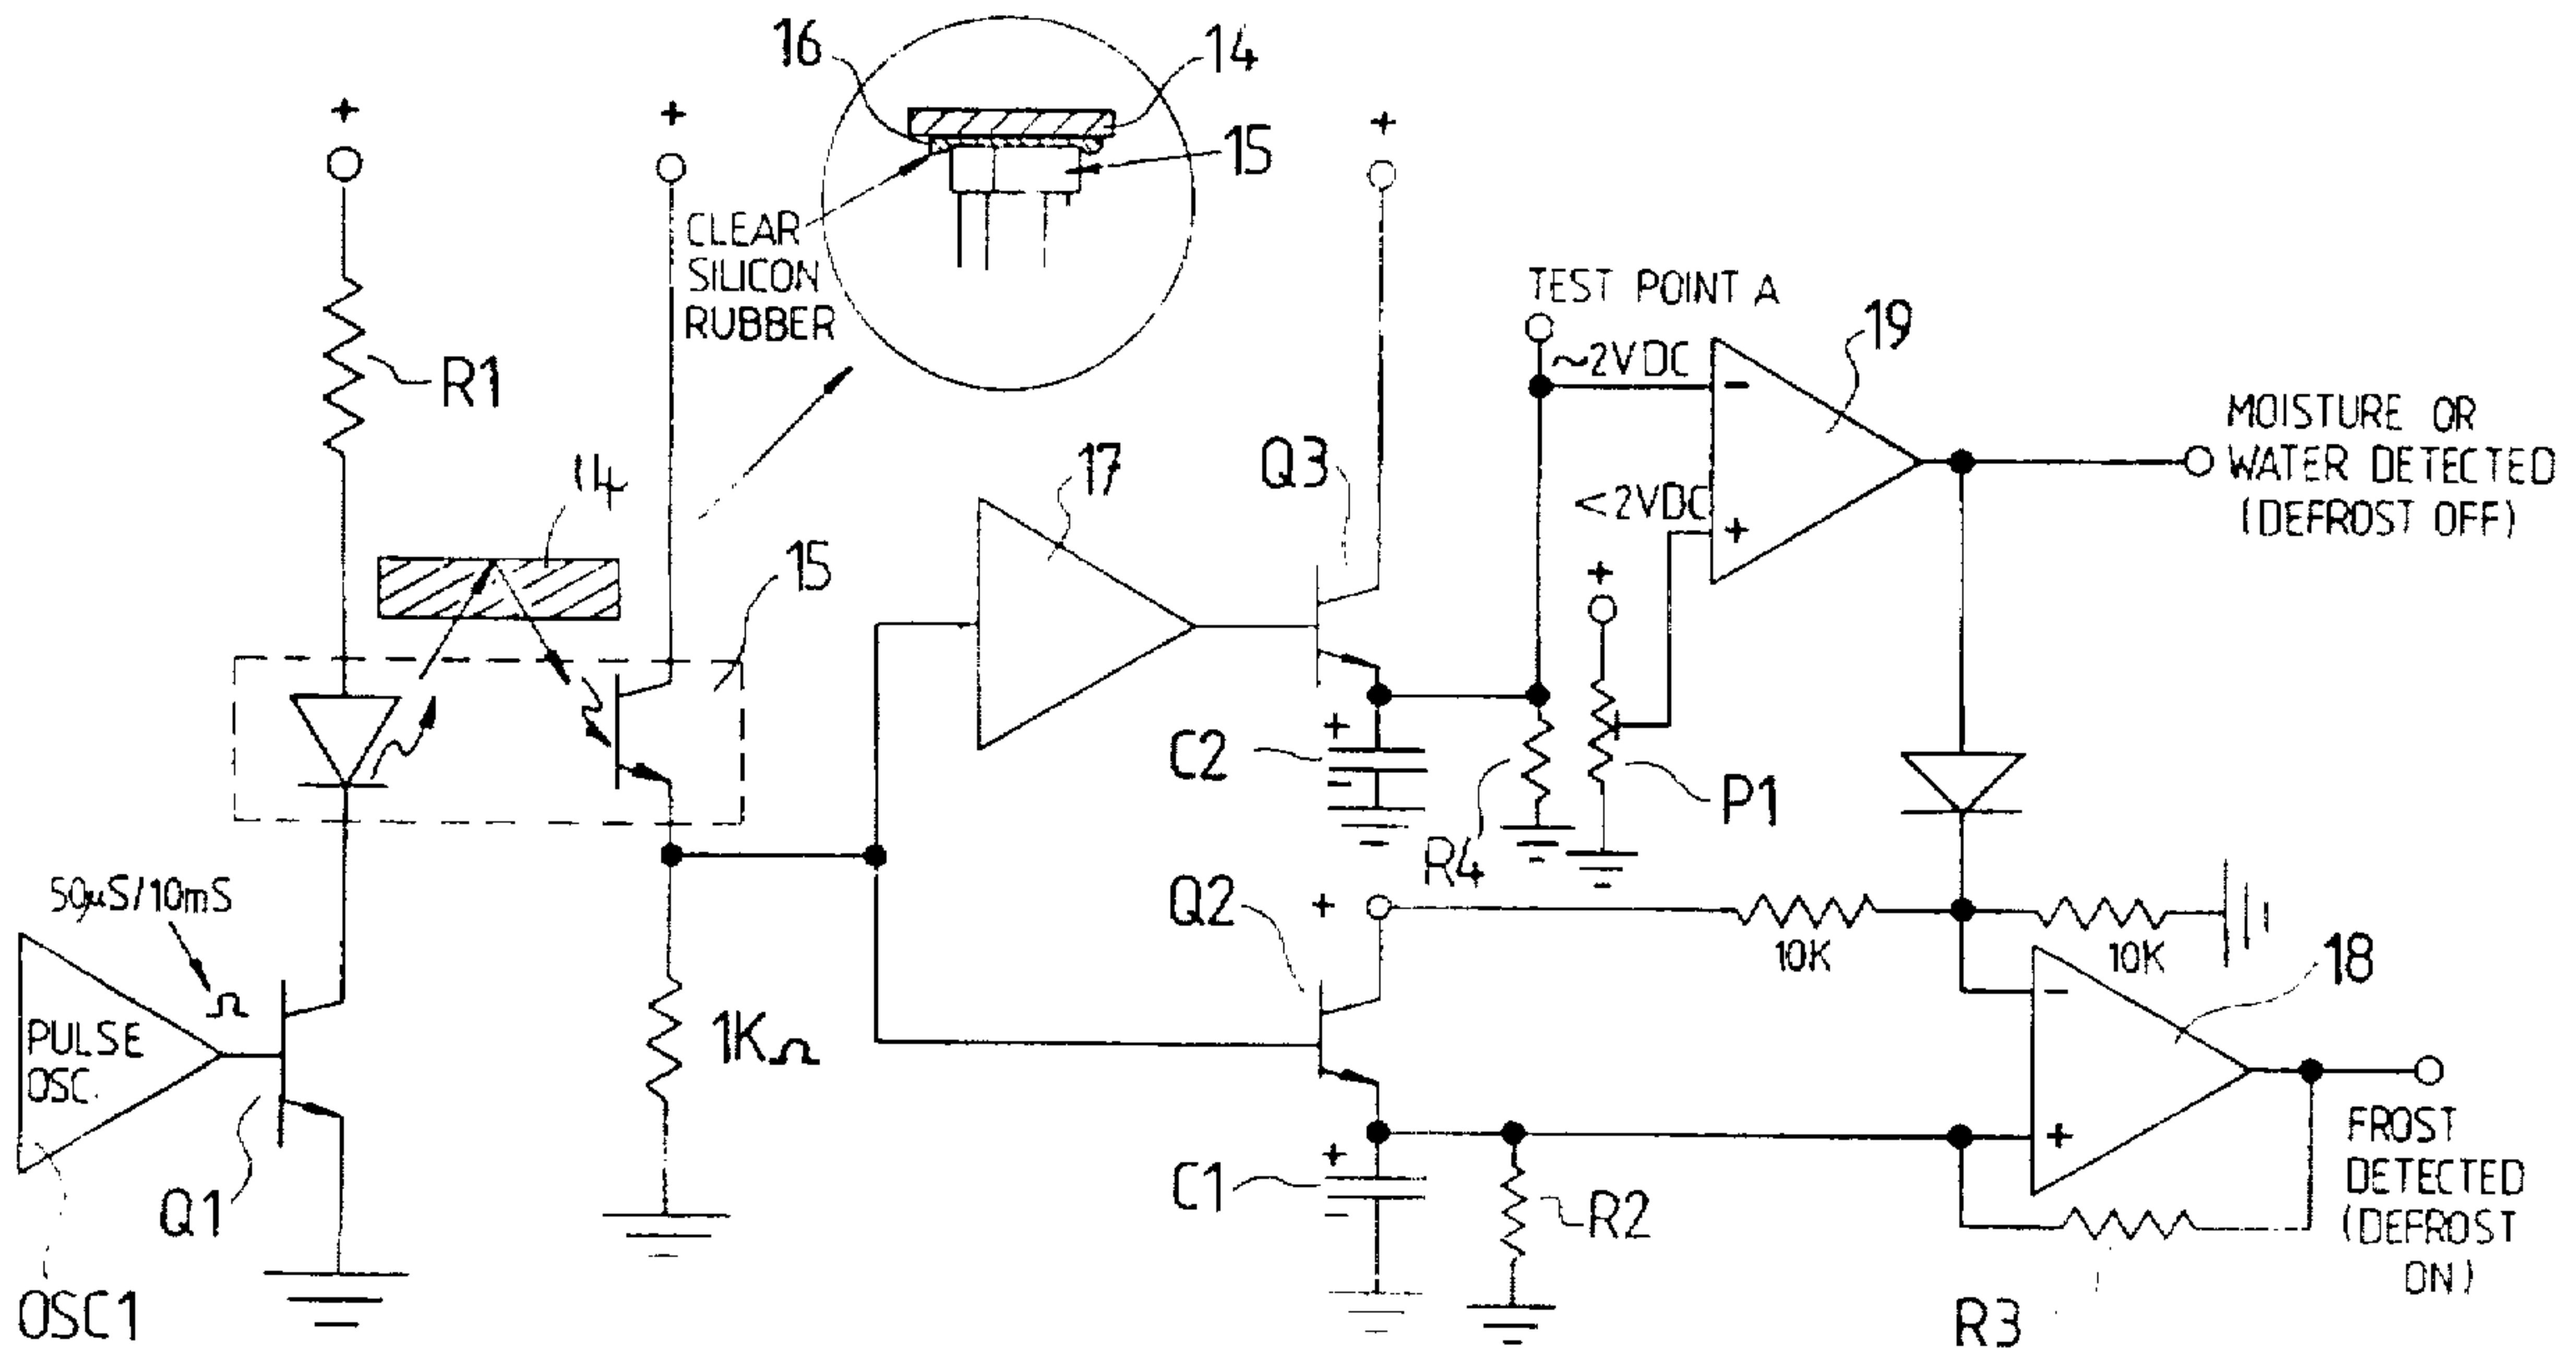 16
14
15
+
+
+
CLEAR
SILICON
RUBBER
R1
14
15
17
Q3
TEST POINT A
~2VDC
-
<2VDC
+
19
MOISTURE OR
WATER DETECTED
(DEFROST OFF)
+
C2
+
-
R4
P1
50µS/10mS
PULSE
OSC.
Q1
OSC1
1KΩ
Q2
+
10K
10K
18
-
+
C1
+
-
R2
R3
FROST
DETECTED
(DEFROST
ON)